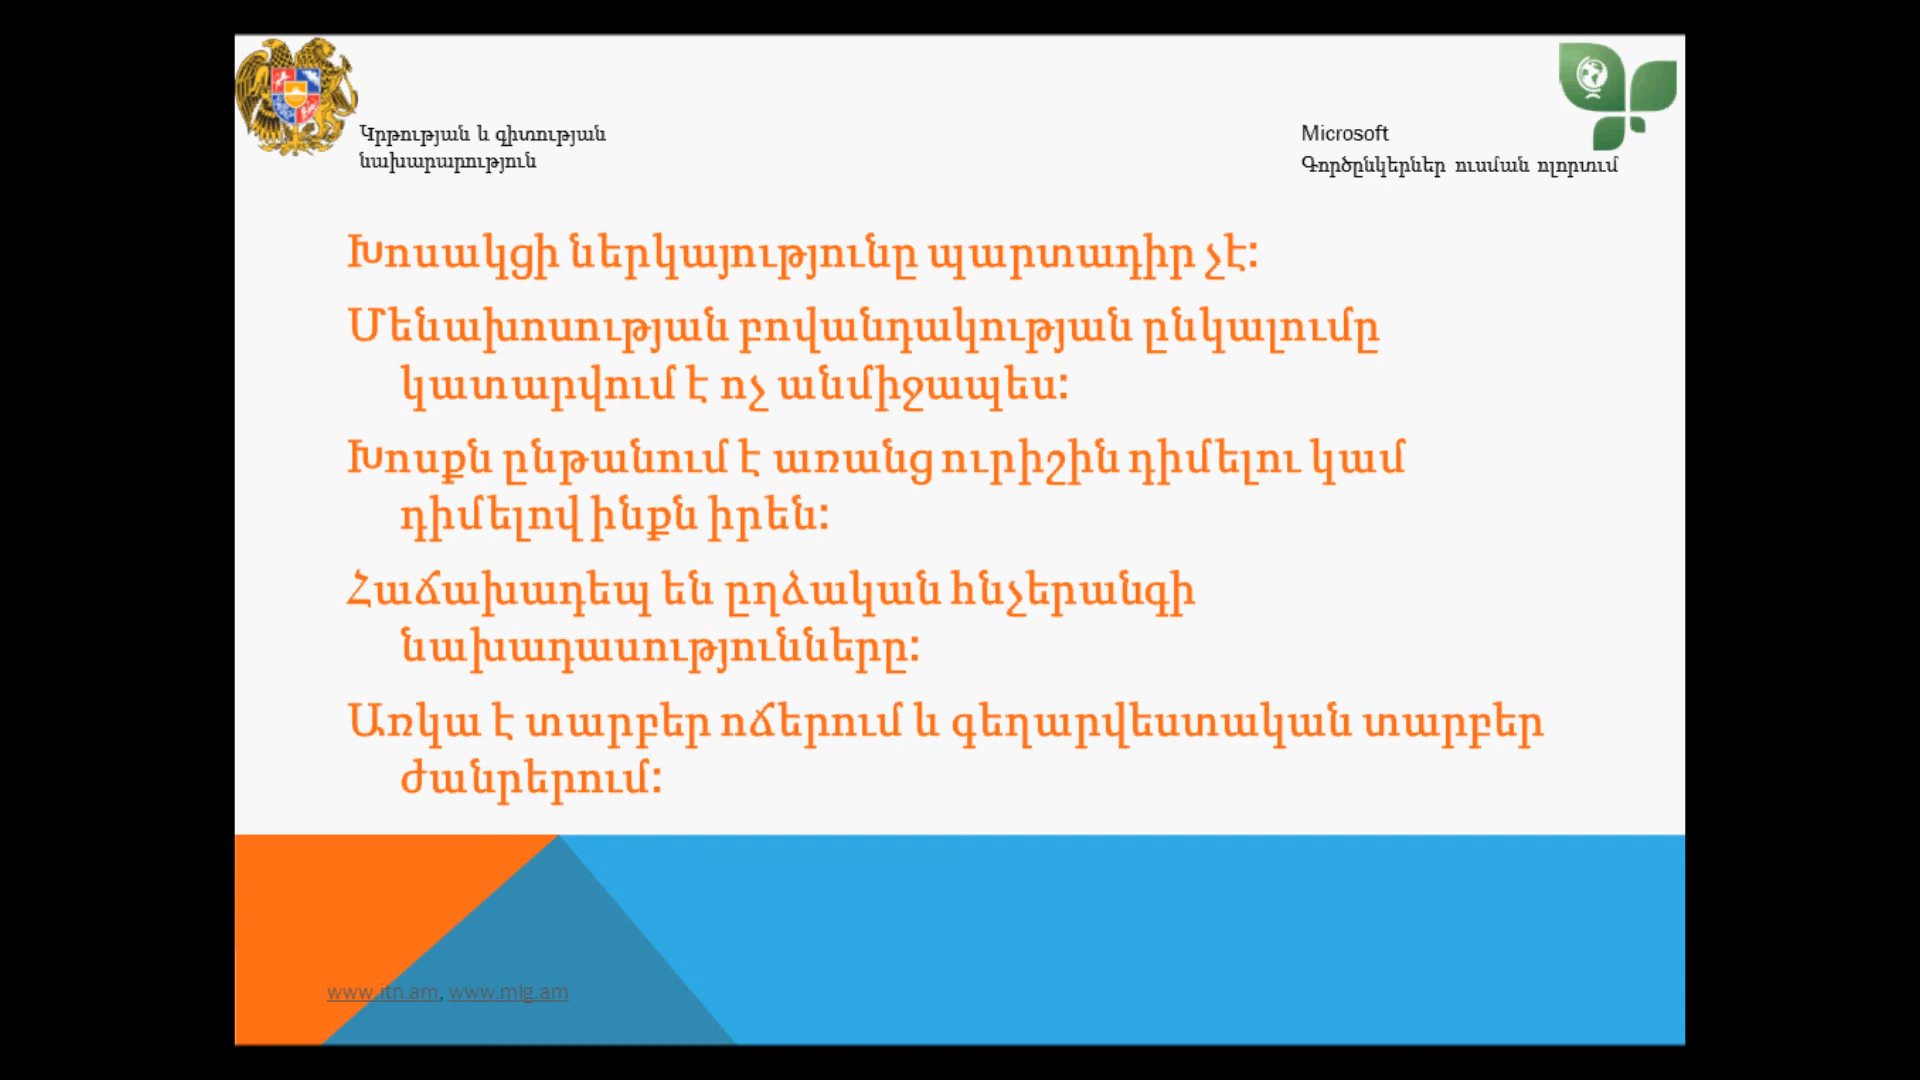 Կրթության և գիտության
նախարարություն
Microsoft
Գործընկերներ ուսման ոլորտւմ
Խոսակցի ներկայությունը պարտադիր չէ:
Մենախոսության բովանդակության ընկալումը
կատարվում է ոչ անմիջապես:
Խոսքն ընթանում է առանց ուրիշին դիմելու կամ
դիմելով ինքն իրեն:
Հաճախադեպ են ըղձական հնչերանգի
նախադասությունները:
Առկա է տարբեր ոճերում և գեղարվեստական տարբեր
ժանրերում:
www.itn.am, www.mlg.am